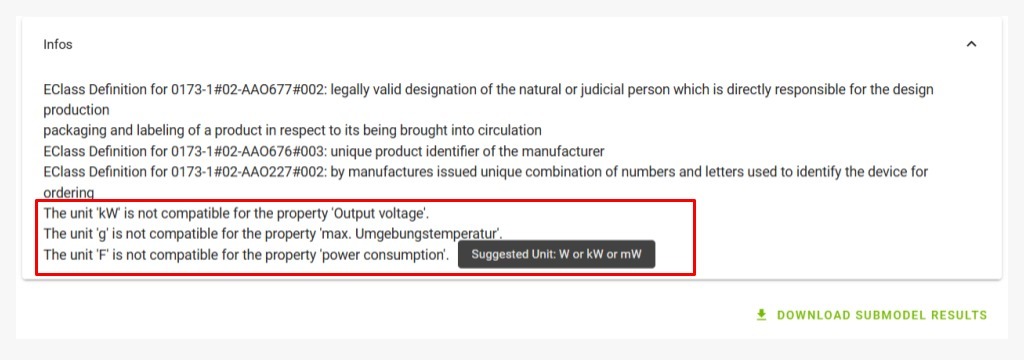 Infos
EClass Definition for 0173-1#02-AAO677#002: legally valid designation of the natural or judicial person which is directly responsible for the design
production
packaging and labeling of a product in respect to its being brought into circulation
EClass Definition for 0173-1#02-AAO676#003: unique product identifier of the manufacturer
EClass Definition for 0173-1#02-AAO227#002: by manufactures issued unique combination of numbers and letters used to identify the device for
ordering
The unit 'kW' is not compatible for the property 'Output voltage'.
The unit 'g' is not compatible for the property 'max. Umgebungstemperatur'.
The unit 'F' is not compatible for the property 'power consumption'. Suggested Unit: W or kW or mW
DOWNLOAD SUBMODEL RESULTS